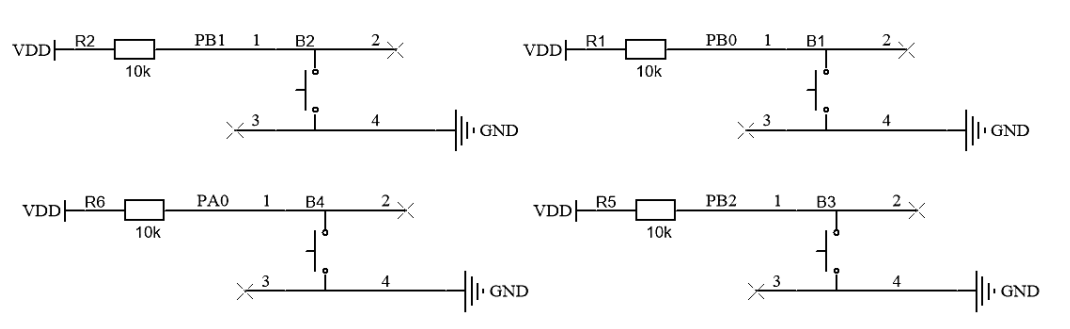 VDD R2 PB1 1 B2 2
10k
3 4 GND
VDD R1 PB0 1 B1 2
10k
3 4 GND
VDD R6 PA0 1 B4 2
10k
3 4 GND
VDD R5 PB2 1 B3 2
10k
3 4 GND